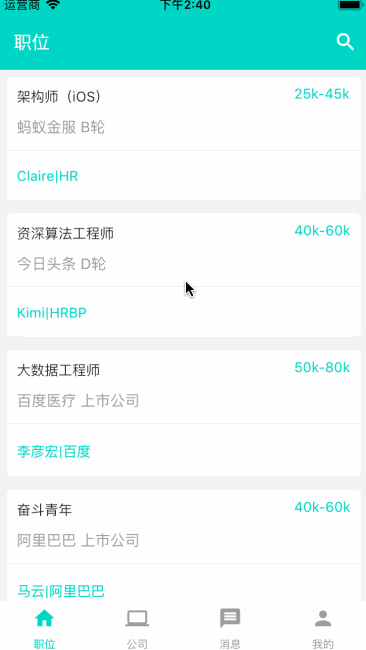 运营商 下午2:40
职位
架构师（iOS） 25k-45k
蚂蚁金服 B轮
Claire|HR
资深算法工程师 40k-60k
今日头条 D轮
Kimi|HRBP
大数据工程师 50k-80k
百度医疗 上市公司
李彦宏|百度
奋斗青年 40k-60k
阿里巴巴 上市公司
马云|阿里巴巴
职位 公司 消息 我的